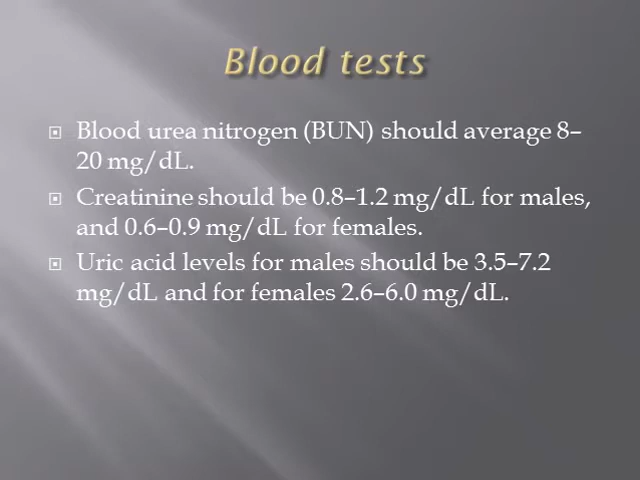 Blood tests
Blood urea nitrogen (BUN) should average 8–
20 mg/dL.
Creatinine should be 0.8–1.2 mg/dL for males,
and 0.6–0.9 mg/dL for females.
Uric acid levels for males should be 3.5–7.2
mg/dL and for females 2.6–6.0 mg/dL.